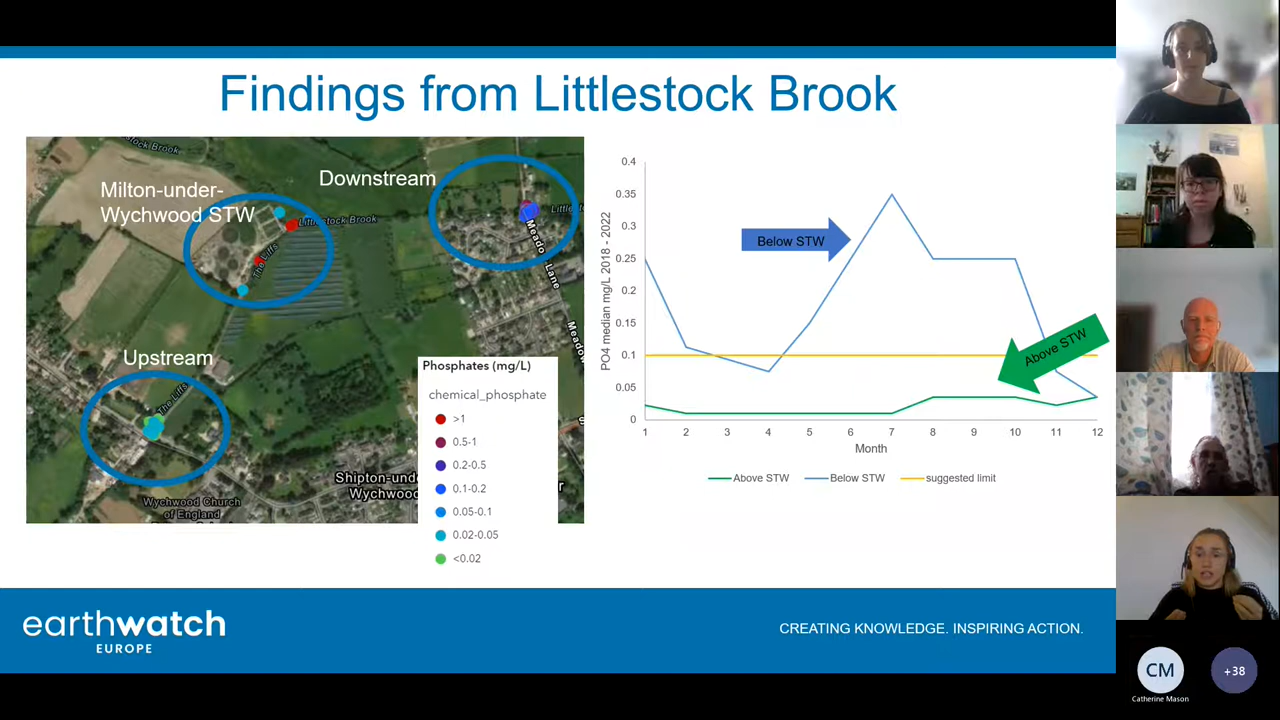 Findings from Littlestock Brook
Milton-under-
Wychwood STW
Downstream
Littlestock Brook
The Liffs
Meado
Lane
Upstream
The Liffs
Wychwood Church
of England
Shipton-und
Wychwood
Phosphates (mg/L)
chemical_phosphate
>1
0.5-1
0.2-0.5
0.1-0.2
0.05-0.1
0.02-0.05
<0.02
PO4 median mg/L 2018 - 2022
0.4
0.35
0.3
0.25
0.2
0.15
0.1
0.05
0
Below STW
Above STW
1 2 3 4 5 6 7 8 9 10 11 12
Month
Above STW Below STW suggested limit
earthwatch
EUROPE
CREATING KNOWLEDGE. INSPIRING ACTION.
CM
+38
Catherine Mason